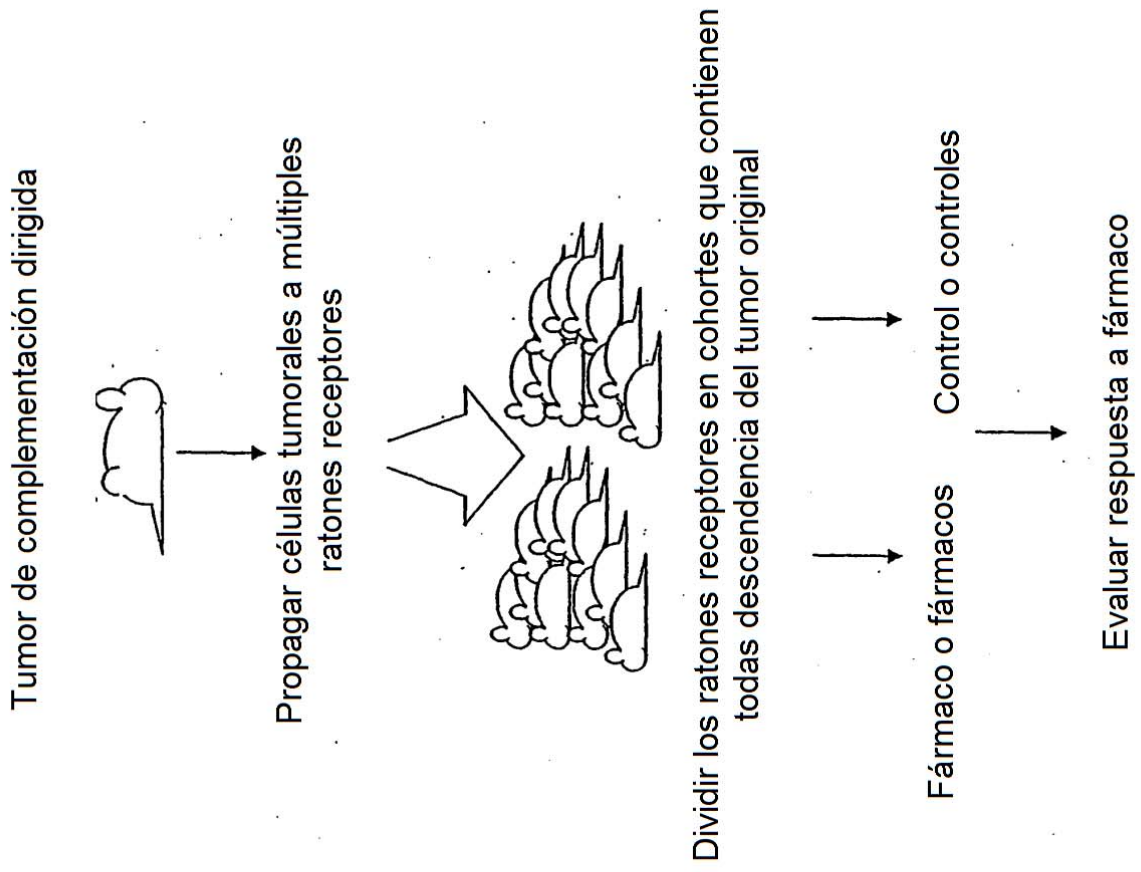 Tumor de complementación dirigida
Propagar células tumorales a múltiples
ratones receptores
Dividir los ratones receptores en cohortes que contienen
todas descendencia del tumor original
Fármaco o fármacos
Control o controles
Evaluar respuesta a fármaco